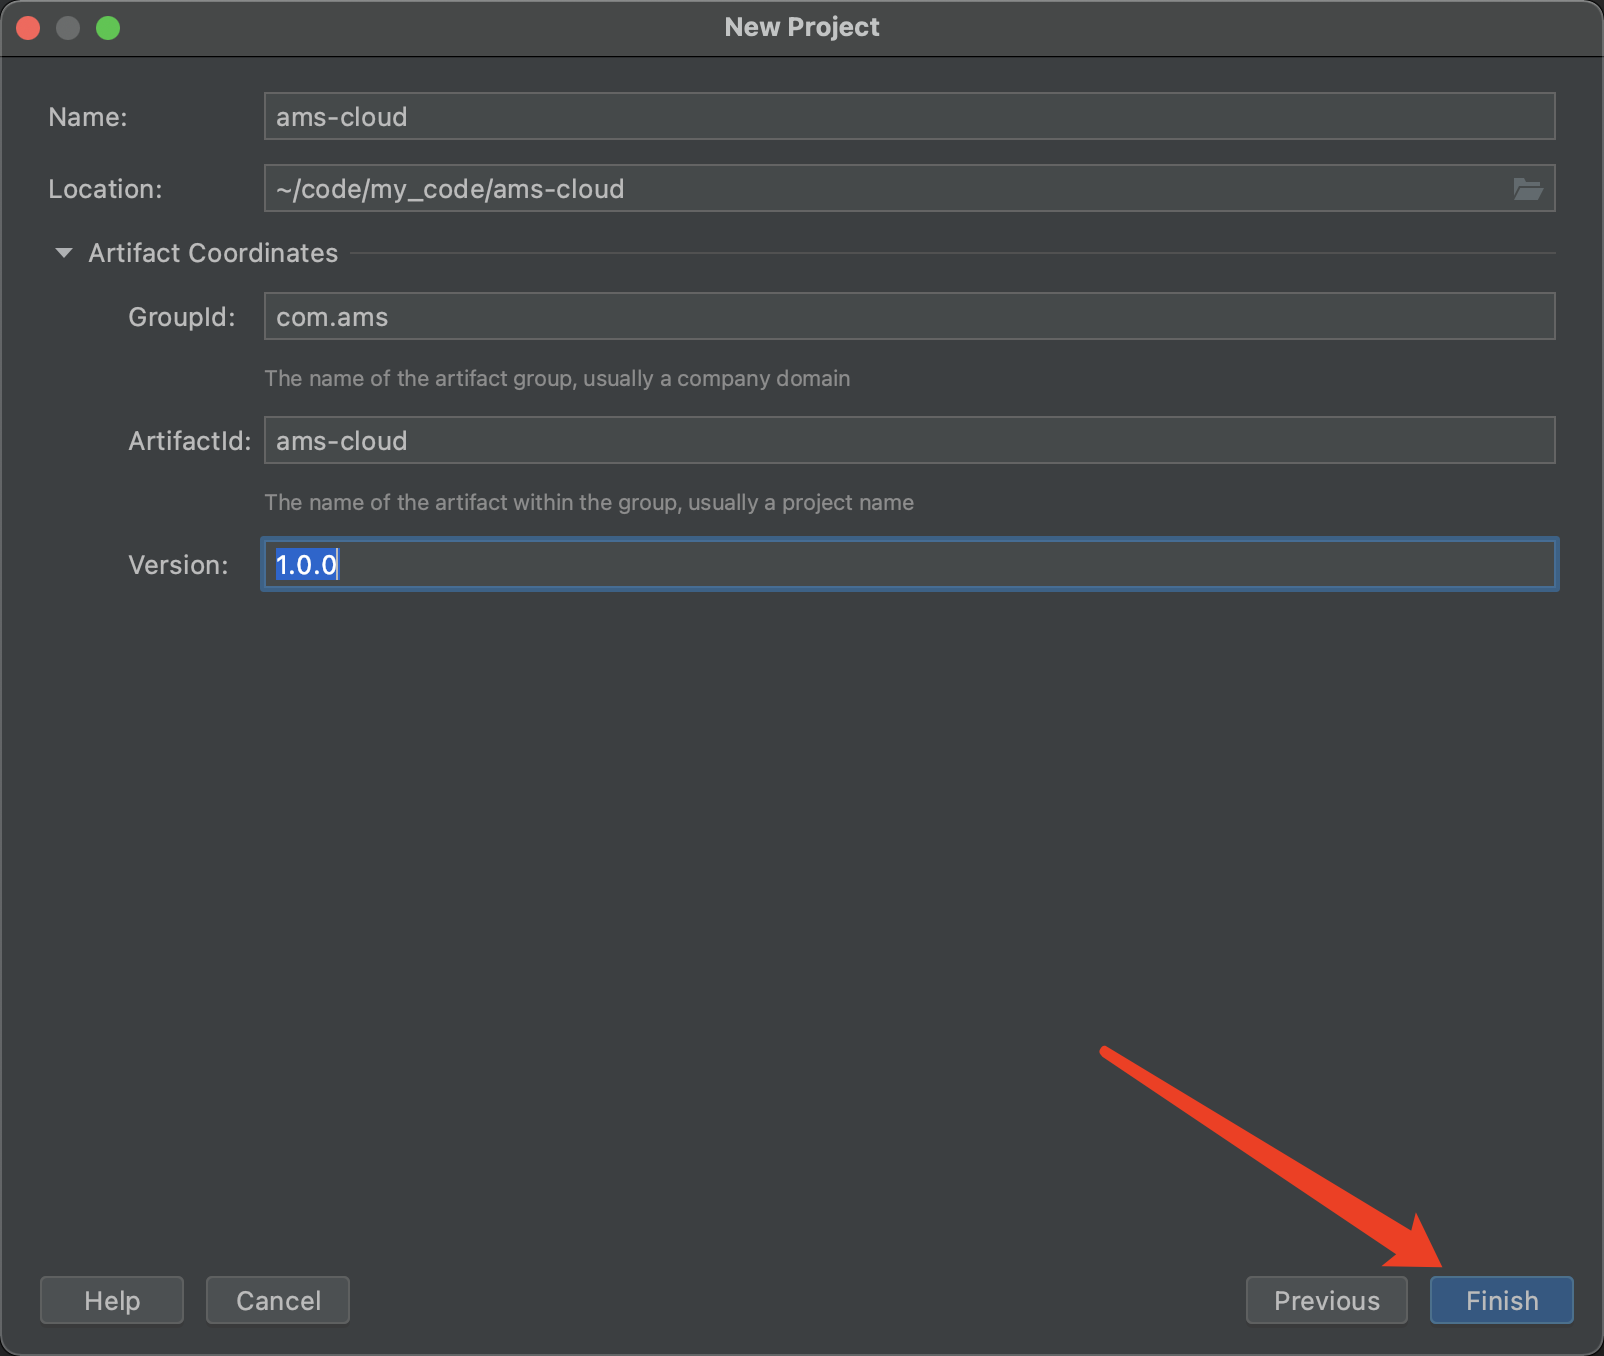 New Project
Name: ams-cloud
Location: ~/code/my_code/ams-cloud
Artifact Coordinates
GroupId: com.ams
The name of the artifact group, usually a company domain
ArtifactId: ams-cloud
The name of the artifact within the group, usually a project name
Version: 1.0.0
Help Cancel Previous Finish